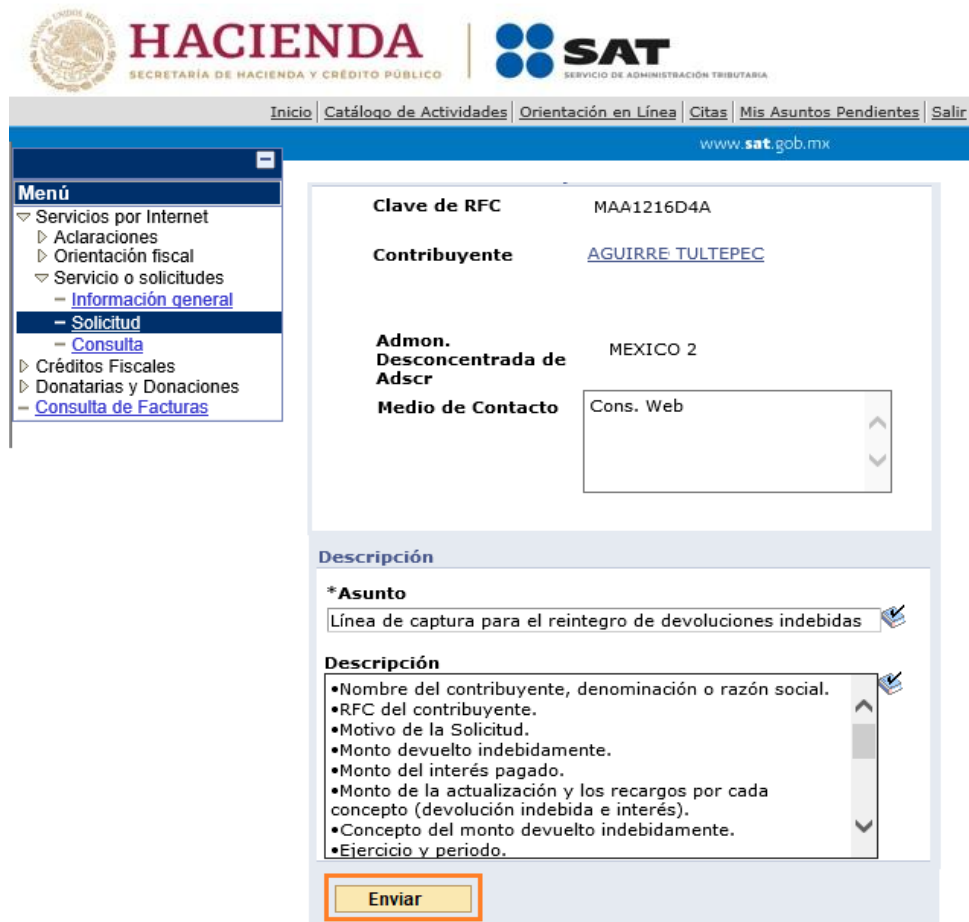 HACIENDA
SECRETARÍA DE HACIENDA Y CRÉDITO PÚBLICO
SAT
SERVICIO DE ADMINISTRACIÓN TRIBUTARIA
Inicio Catálogo de Actividades Orientación en Línea Citas Mis Asuntos Pendientes Salir
www.sat.gob.mx
Menú
Servicios por Internet
Aclaraciones
Orientación fiscal
Servicio o solicitudes
Información general
Solicitud
Consulta
Créditos Fiscales
Donatarias y Donaciones
Consulta de Facturas
Clave de RFC MAA1216D4A
Contribuyente AGUIRRE TULTEPEC
Admon.
Desconcentrada de MEXICO 2
Adscr
Medio de Contacto Cons. Web
Descripción
*Asunto
Línea de captura para el reintegro de devoluciones indebidas
Descripción
•Nombre del contribuyente, denominación o razón social.
•RFC del contribuyente.
•Motivo de la Solicitud.
•Monto devuelto indebidamente.
•Monto del interés pagado.
•Monto de la actualización y los recargos por cada
concepto (devolución indebida e interés).
•Concepto del monto devuelto indebidamente.
•Ejercicio y periodo.
Enviar